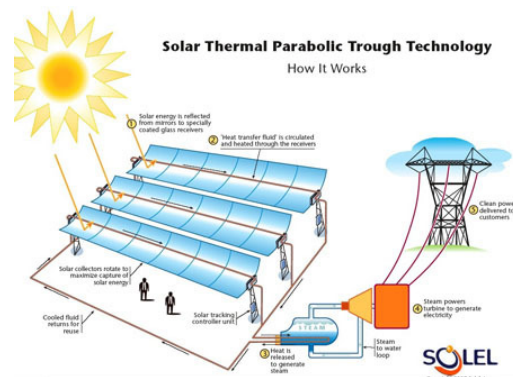 Solar Thermal Parabolic Trough Technology
How It Works
1
Solar energy is reflected
from mirrors to specially
coated glass receivers
2
'Heat transfer fluid' is circulated
and heated through the receivers
5
Clean power
delivered to
customers
Solar collectors rotate to
maximize capture of
solar energy
Cooled fluid
returns for
reuse
Solar tracking
controller unit
STEAM
4
Steam powers
turbine to generate
electricity
3
Heat is
released
to generate
steam
Steam
to water
loop
SOLEL